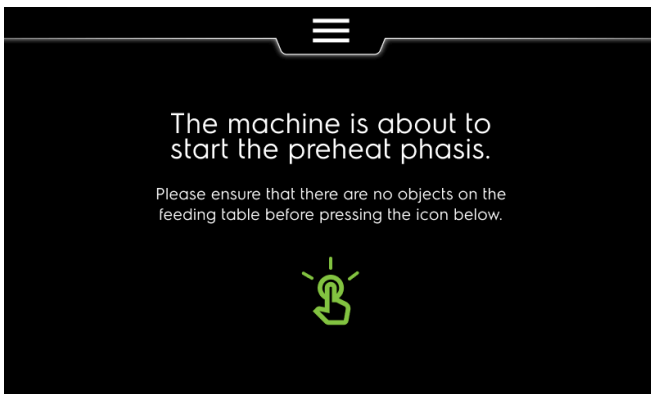 The machine is about to
start the preheat phasis.
Please ensure that there are no objects on the
feeding table before pressing the icon below.